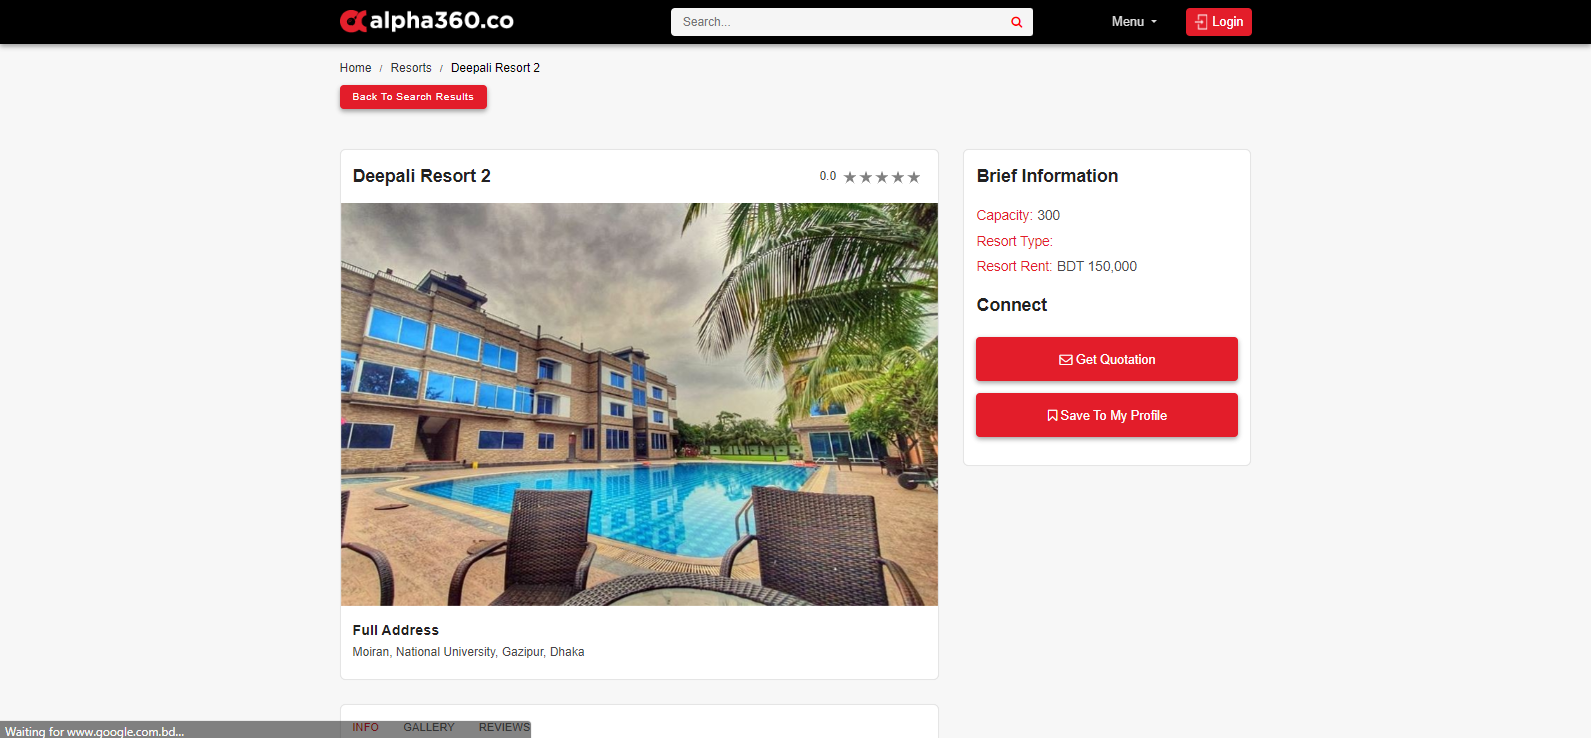 alpha360.co
Search...
Menu
Login
Home / Resorts / Deepali Resort 2
Back To Search Results
Deepali Resort 2
0.0
Full Address
Moiran, National University, Gazipur, Dhaka
INFO GALLERY REVIEWS
Brief Information
Capacity: 300
Resort Type:
Resort Rent: BDT 150,000
Connect
Get Quotation
Save To My Profile
Waiting for www.google.com.bd...